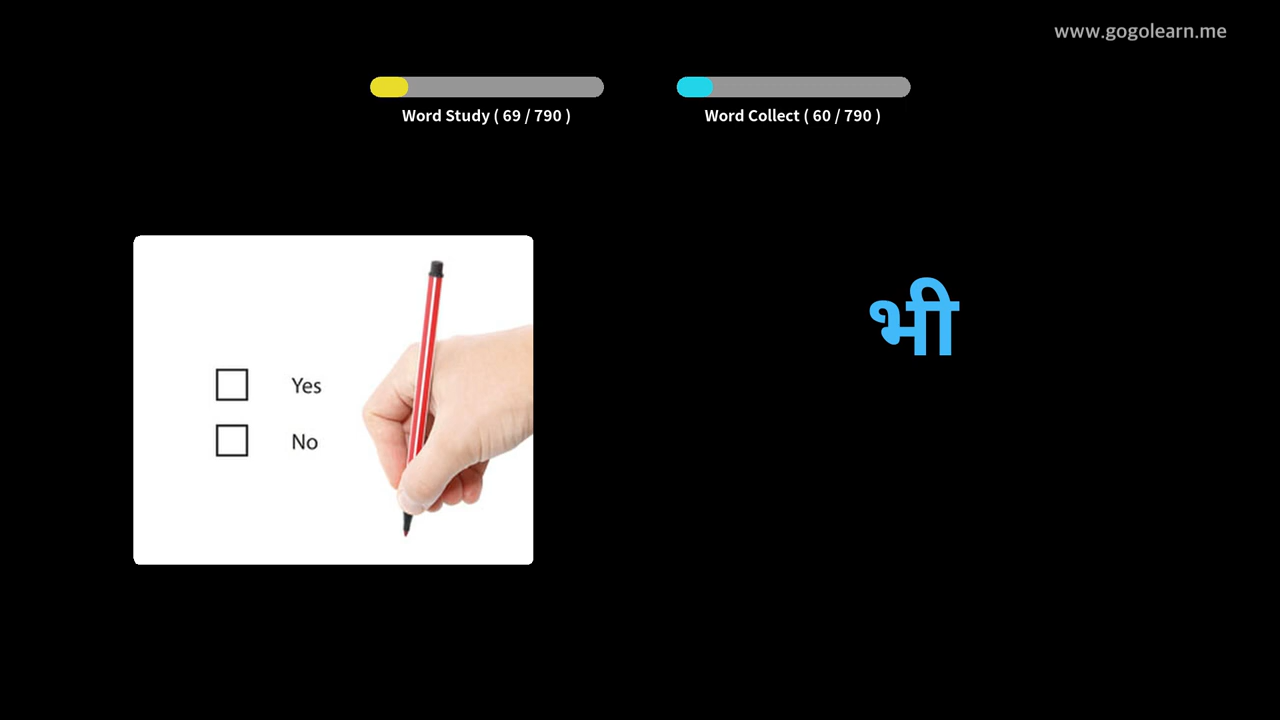 www.gogolearn.me
Word Study ( 69 / 790 )
Word Collect ( 60 / 790 )
भी
Yes
No